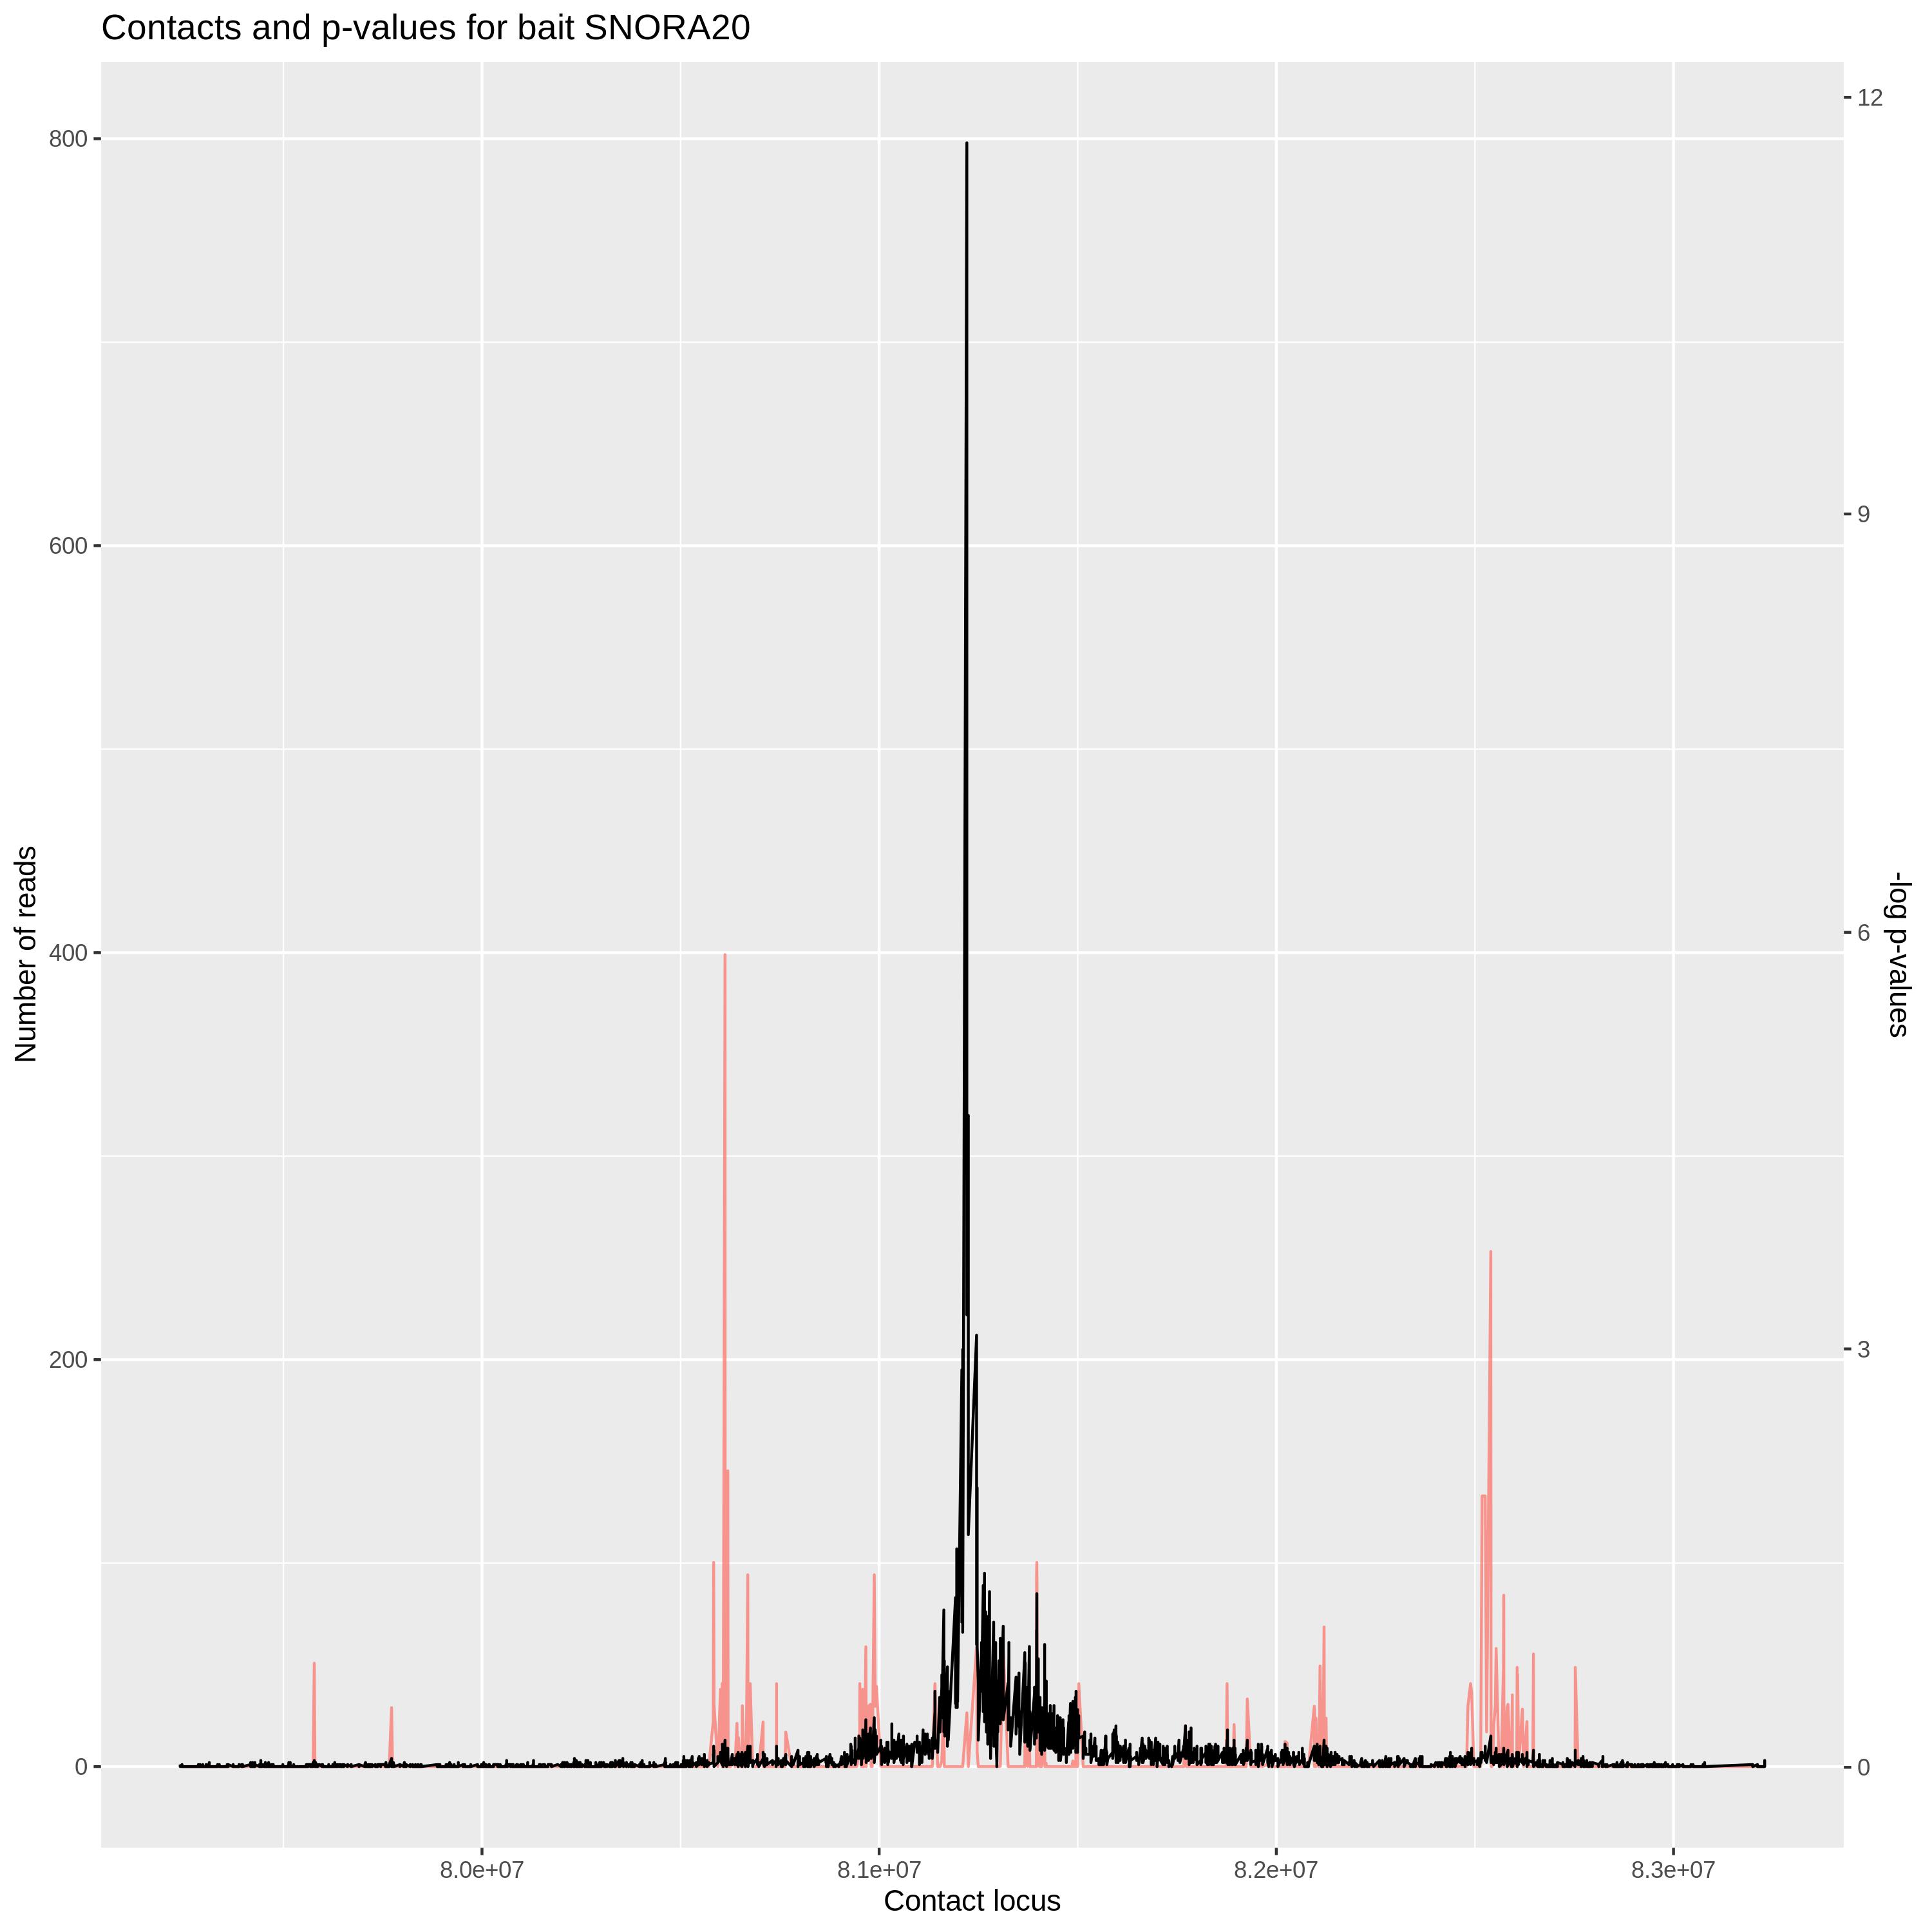 Contacts and p-values for bait SNORA20
800
600
400
200
0
12
9
6
3
0
Number of reads
-log p-values
8.0e+07
8.1e+07
8.2e+07
8.3e+07
Contact locus